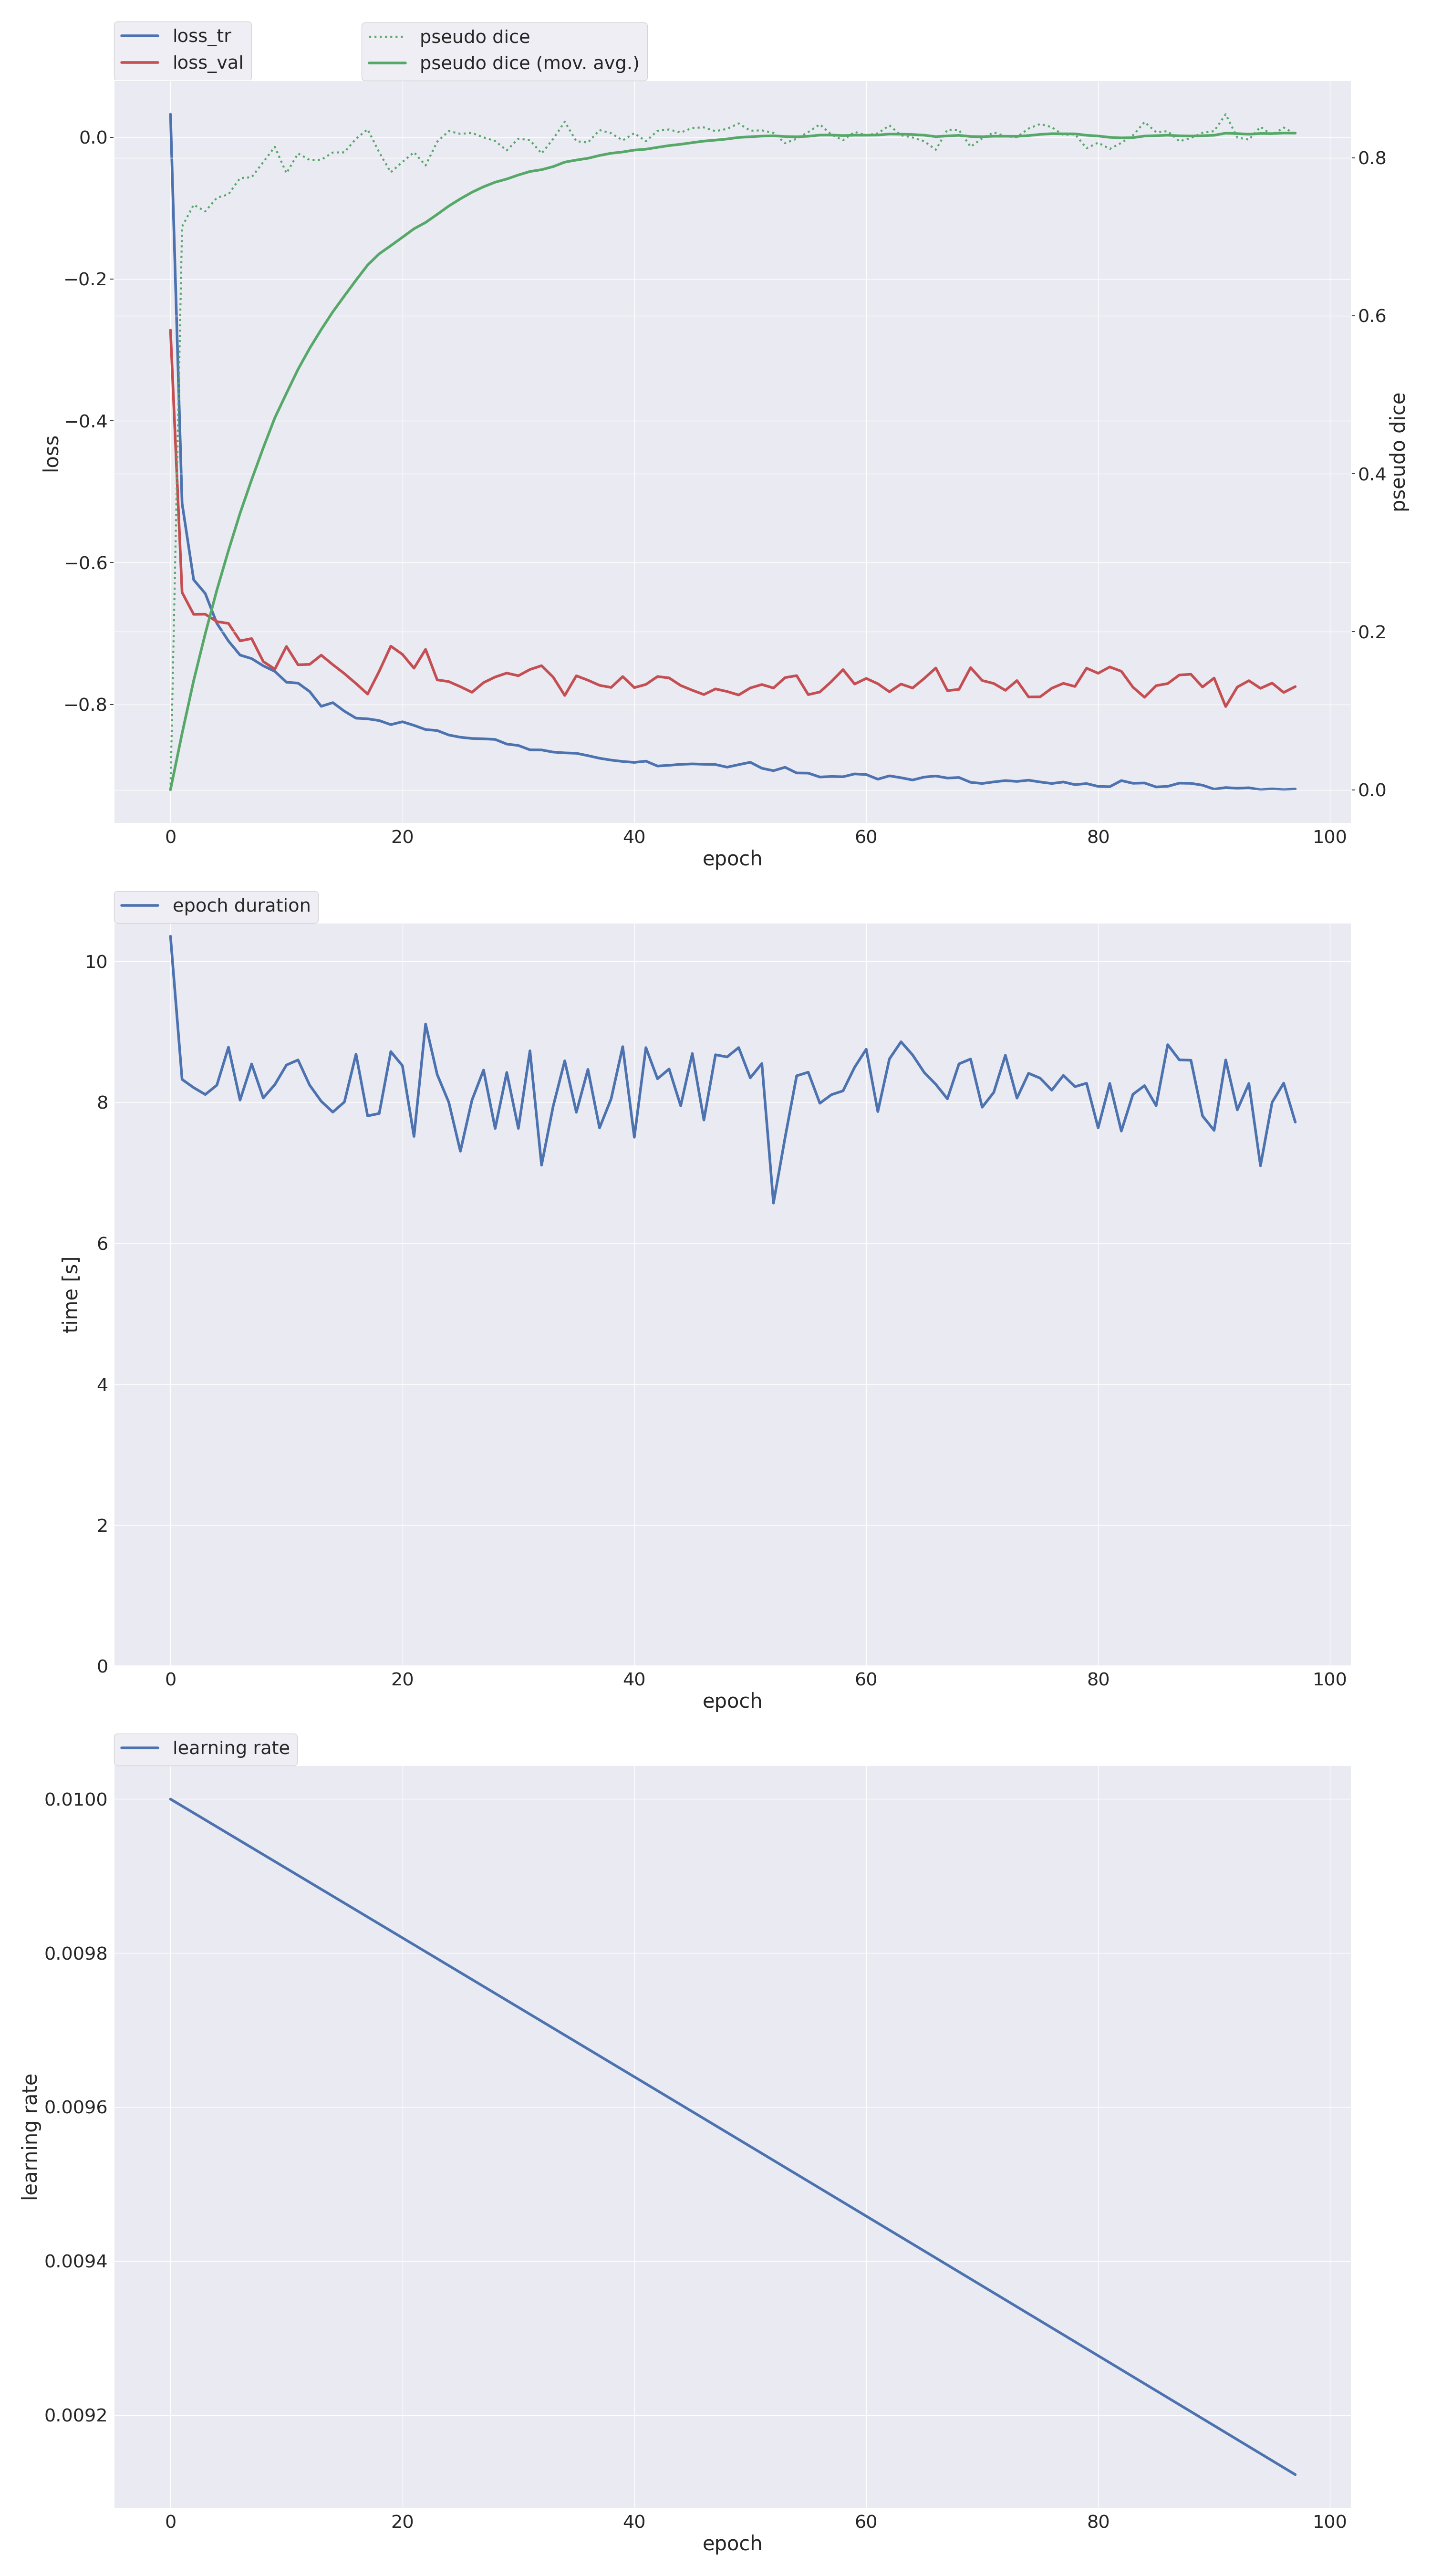 loss_tr
loss_val
pseudo dice
pseudo dice (mov. avg.)
0.0
−0.2
−0.4
−0.6
−0.8
loss
0.8
0.6
0.4
0.2
0.0
pseudo dice
0 20 40 60 80 100
epoch
epoch duration
10
8
6
4
2
0
time [s]
0 20 40 60 80 100
epoch
learning rate
0.0100
0.0098
0.0096
0.0094
0.0092
learning rate
0 20 40 60 80 100
epoch